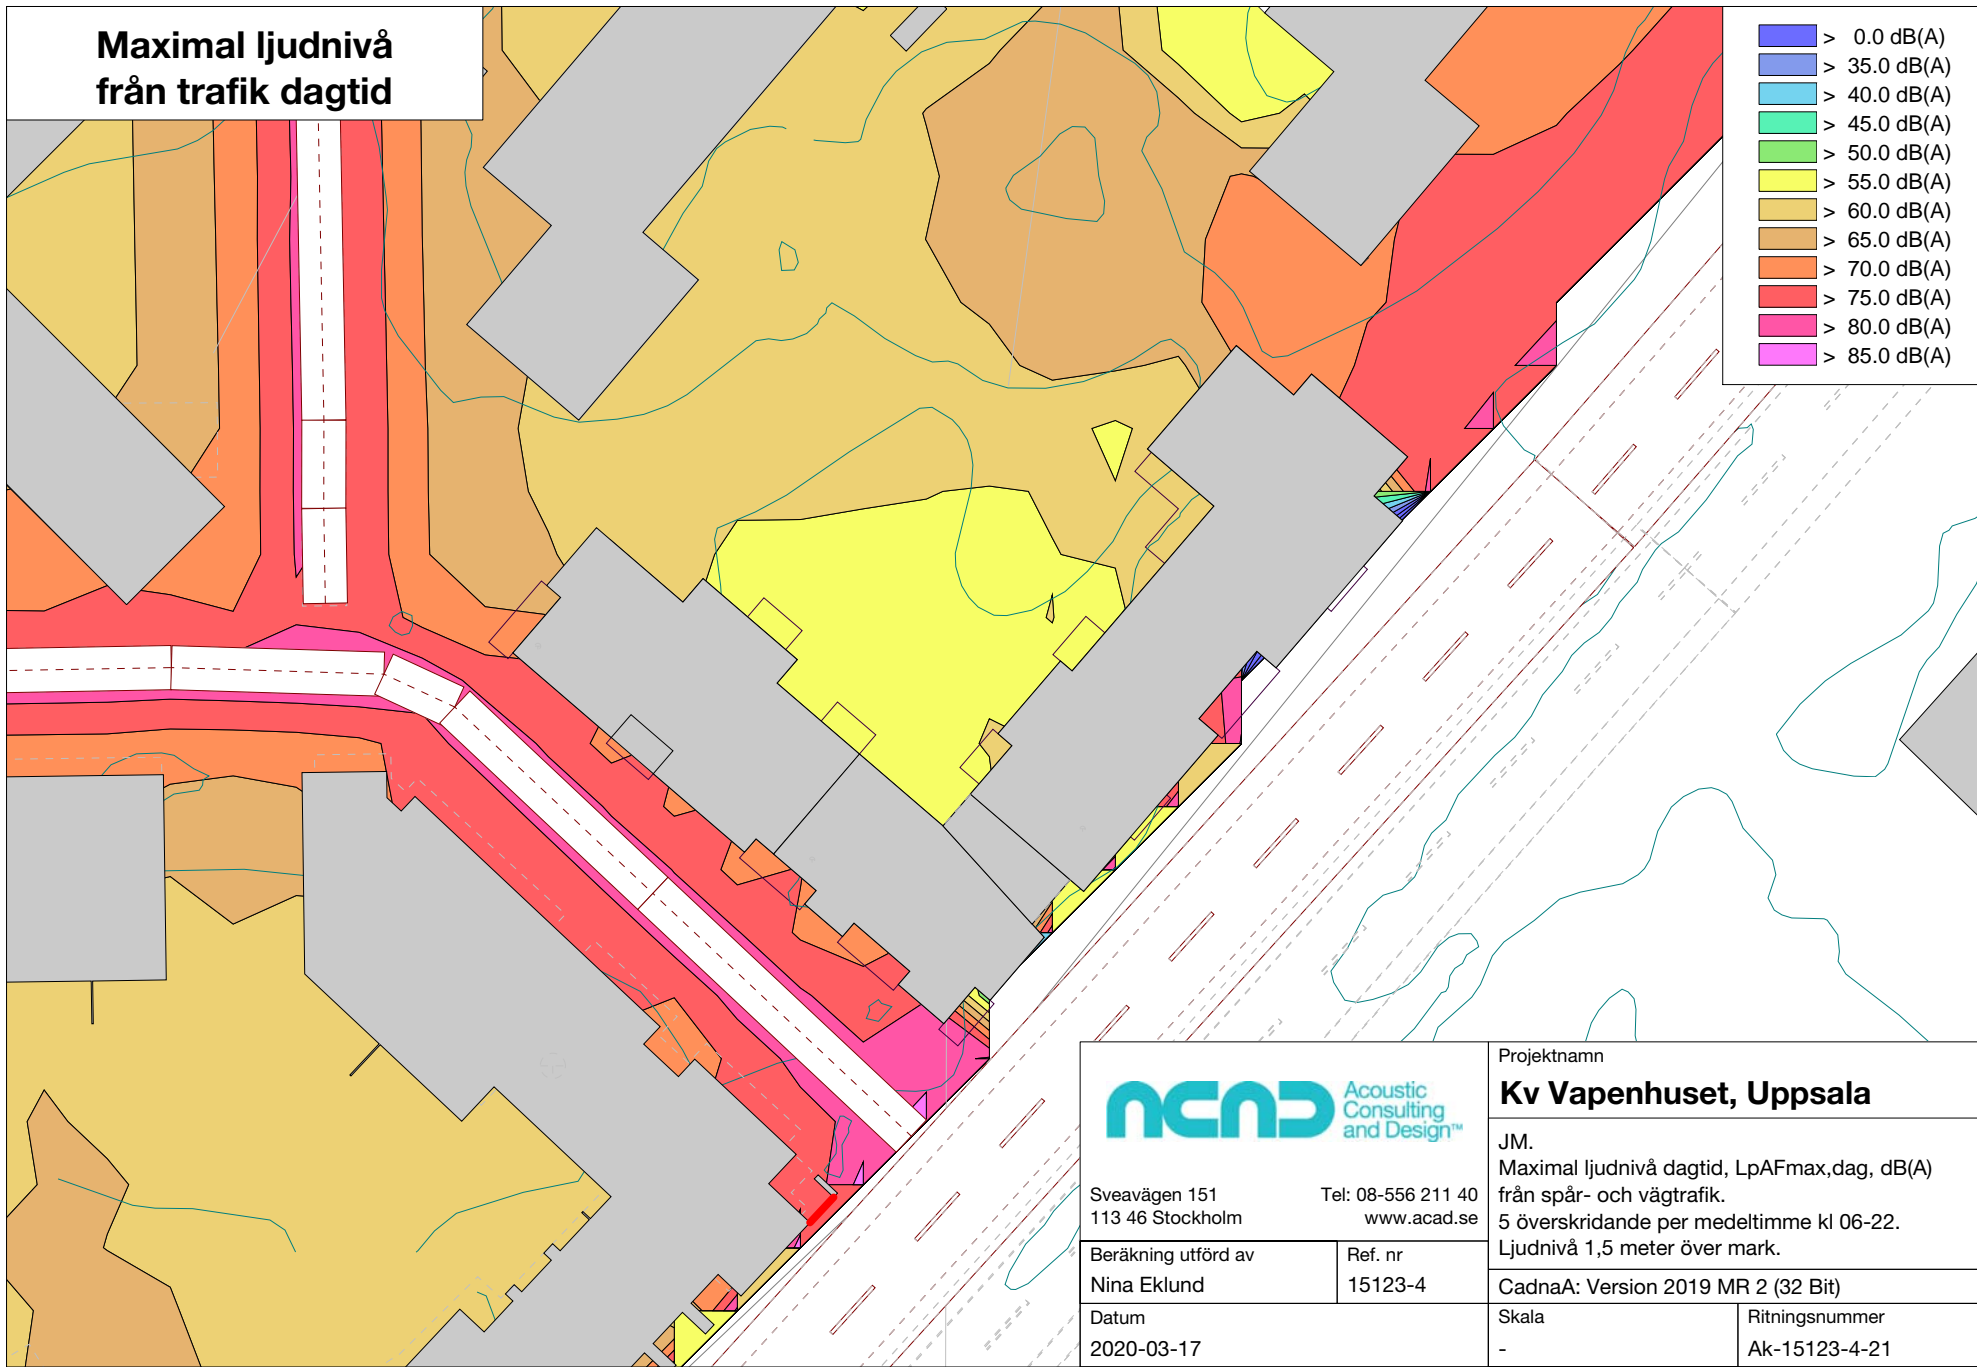 Maximal ljudnivå
från trafik dagtid
> 0.0 dB(A)
> 35.0 dB(A)
> 40.0 dB(A)
> 45.0 dB(A)
> 50.0 dB(A)
> 55.0 dB(A)
> 60.0 dB(A)
> 65.0 dB(A)
> 70.0 dB(A)
> 75.0 dB(A)
> 80.0 dB(A)
> 85.0 dB(A)
ACAD
Acoustic
Consulting
and Design™
Sveavägen 151
113 46 Stockholm
Tel: 08-556 211 40
www.acad.se
Beräkning utförd av
Nina Eklund
Ref. nr
15123-4
Datum
2020-03-17
Projektnamn
Kv Vapenhuset, Uppsala
JM.
Maximal ljudnivå dagtid, LpAFmax,dag, dB(A)
från spår- och vägtrafik.
5 överskridande per medeltimme kl 06-22.
Ljudnivå 1,5 meter över mark.
CadnaA: Version 2019 MR 2 (32 Bit)
Skala
-
Ritningsnummer
Ak-15123-4-21